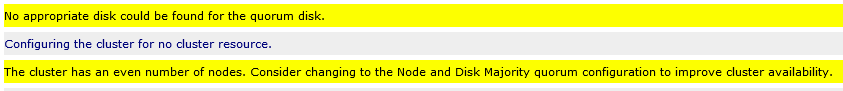 No appropriate disk could be found for the quorum disk.
Configuring the cluster for no cluster resource.
The cluster has an even number of nodes. Consider changing to the Node and Disk Majority quorum configuration to improve cluster availability.